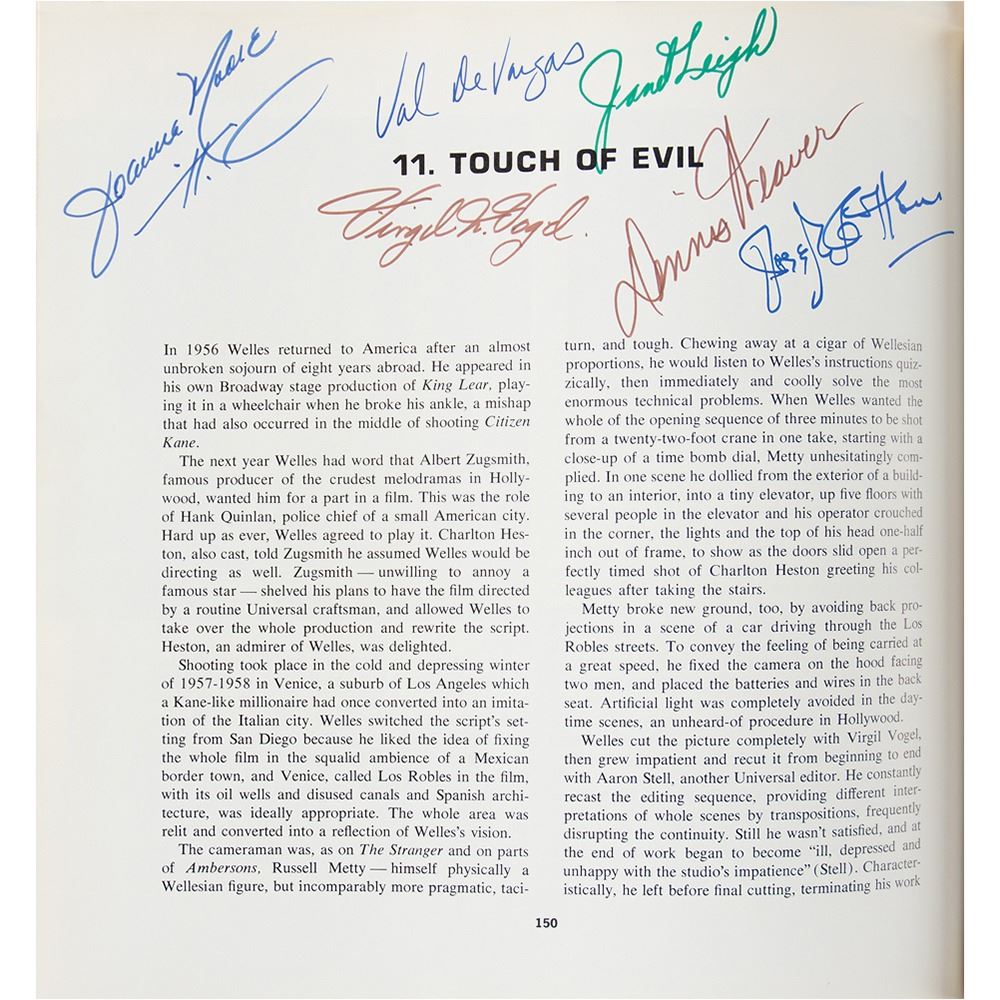 Joanna Moore
Val DeVargas
Janet Leigh
11. TOUCH OF EVIL
Virgil W. Vogel.
Dennis Weaver
In 1956 Welles returned to America after an almost
unbroken sojourn of eight years abroad. He appeared in
his own Broadway stage production of King Lear, play-
ing it in a wheelchair when he broke his ankle, a mishap
that had also occurred in the middle of shooting Citizen
Kane.
The next year Welles had word that Albert Zugsmith,
famous producer of the crudest melodramas in Holly-
wood, wanted him for a part in a film. This was the role
of Hank Quinlan, police chief of a small American city.
Hard up as ever, Welles agreed to play it. Charlton Hes-
ton, also cast, told Zugsmith he assumed Welles would be
directing as well. Zugsmith — unwilling to annoy a
famous star — shelved his plans to have the film directed
by a routine Universal craftsman, and allowed Welles to
take over the whole production and rewrite the script.
Heston, an admirer of Welles, was delighted.
Shooting took place in the cold and depressing winter
of 1957-1958 in Venice, a suburb of Los Angeles which
a Kane-like millionaire had once converted into an imita-
tion of the Italian city. Welles switched the script's set-
ting from San Diego because he liked the idea of fixing
the whole film in the squalid ambience of a Mexican
border town, and Venice, called Los Robles in the film,
with its oil wells and disused canals and Spanish archi-
tecture, was ideally appropriate. The whole area was
relit and converted into a reflection of Welles's vision.
The cameraman was, as on The Stranger and on parts
of Ambersons, Russell Metty — himself physically a
Wellesian figure, but incomparably more pragmatic, taci-
turn, and tough. Chewing away at a cigar of Wellesian
proportions, he would listen to Welles's instructions quiz-
zically, then immediately and coolly solve the most
enormous technical problems. When Welles wanted the
whole of the opening sequence of three minutes to be shot
from a twenty-two-foot crane in one take, starting with a
close-up of a time bomb dial, Metty unhesitatingly com-
plied. In one scene he dollied from the exterior of a build-
ing to an interior, into a tiny elevator, up five floors with
several people in the elevator and his operator crouched
in the corner, the lights and the top of his head one-half
inch out of frame, to show as the doors slid open a per-
fectly timed shot of Charlton Heston greeting his col-
leagues after taking the stairs.
Metty broke new ground, too, by avoiding back pro-
jections in a scene of a car driving through the Los
Robles streets. To convey the feeling of being carried at
a great speed, he fixed the camera on the hood facing
two men, and placed the batteries and wires in the back
seat. Artificial light was completely avoided in the day-
time scenes, an unheard-of procedure in Hollywood.
Welles cut the picture completely with Virgil Vogel,
then grew impatient and recut it from beginning to end
with Aaron Stell, another Universal editor. He constantly
recast the editing sequence, providing different inter-
pretations of whole scenes by transpositions, frequently
disrupting the continuity. Still he wasn't satisfied, and at
the end of work began to become "ill, depressed and
unhappy with the studio's impatience" (Stell). Character-
istically, he left before final cutting, terminating his work
150